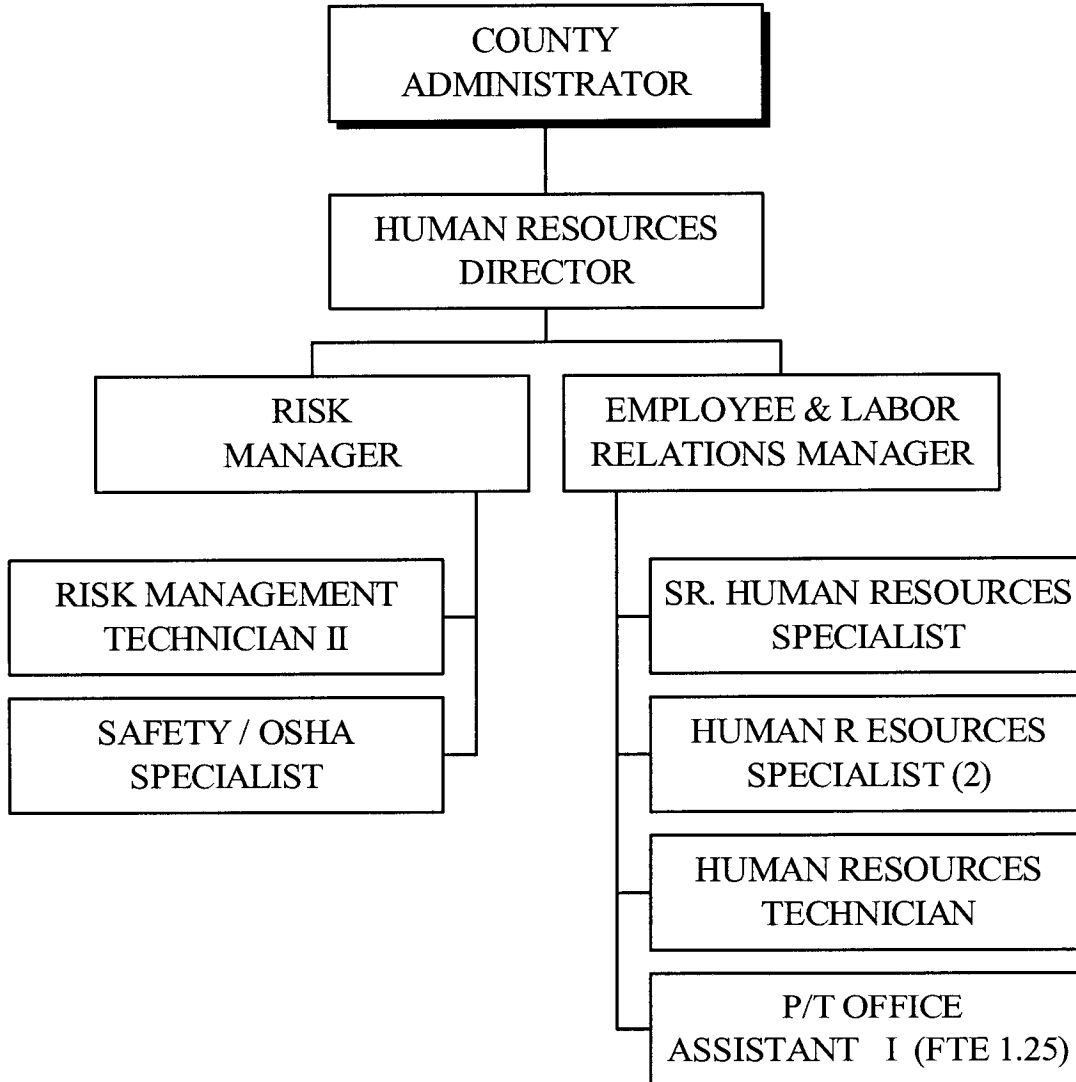 COUNTY
ADMINISTRATOR
HUMAN RESOURCES
DIRECTOR
RISK
MANAGER
EMPLOYEE & LABOR
RELATIONS MANAGER
RISK MANAGEMENT
TECHNICIAN II
SAFETY / OSHA
SPECIALIST
SR. HUMAN RESOURCES
SPECIALIST
HUMAN R ESOURCES
SPECIALIST (2)
HUMAN RESOURCES
TECHNICIAN
P/T OFFICE
ASSISTANT I (FTE 1.25)